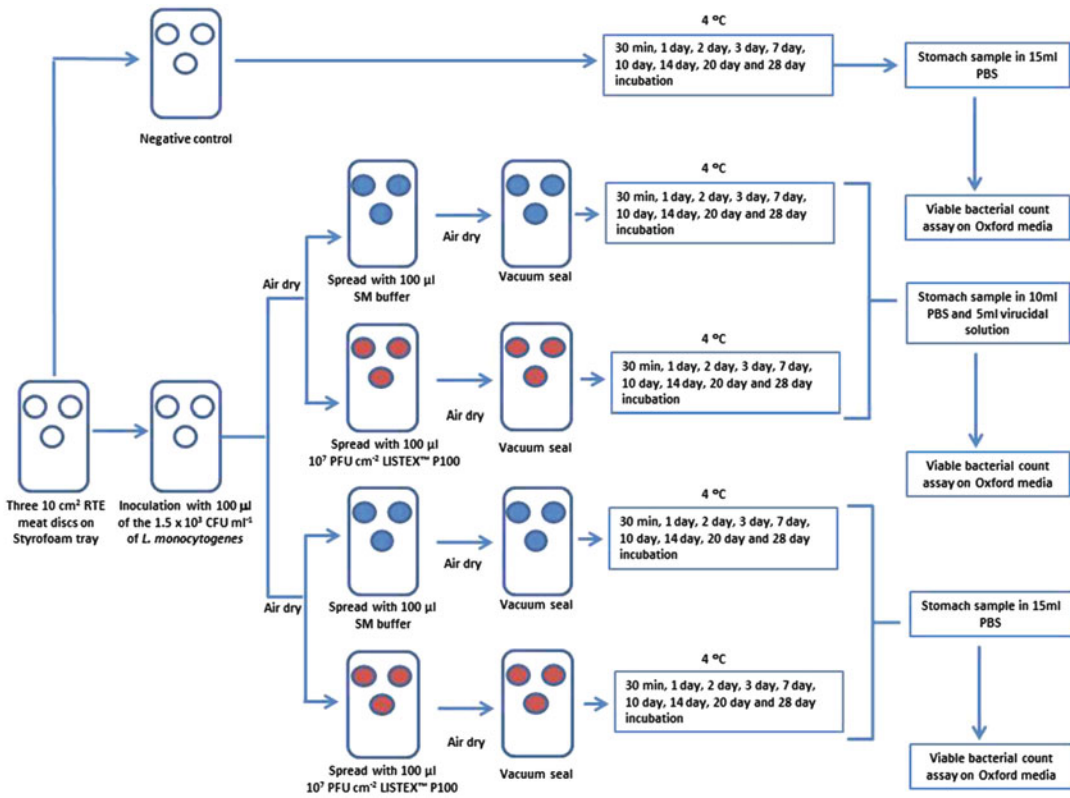 4 °C
30 min, 1 day, 2 day, 3 day, 7 day,
10 day, 14 day, 20 day and 28 day
incubation
Stomach sample in 15ml
PBS
Negative control
Viable bacterial count
assay on Oxford media
Air dry
Spread with 100 µl
SM buffer
Air dry
Vacuum seal
4 °C
30 min, 1 day, 2 day, 3 day, 7 day,
10 day, 14 day, 20 day and 28 day
incubation
Spread with 100 µl
10⁷ PFU cm⁻² LISTEX™ P100
Air dry
Vacuum seal
4 °C
30 min, 1 day, 2 day, 3 day, 7 day,
10 day, 14 day, 20 day and 28 day
incubation
Stomach sample in 10ml
PBS and 5ml virucidal
solution
Viable bacterial count
assay on Oxford media
Three 10 cm² RTE
meat discs on
Styrofoam tray
Inoculation with 100 µl
of the 1.5 x 10³ CFU ml⁻¹
of L. monocytogenes
Air dry
Spread with 100 µl
SM buffer
Air dry
Vacuum seal
4 °C
30 min, 1 day, 2 day, 3 day, 7 day,
10 day, 14 day, 20 day and 28 day
incubation
Spread with 100 µl
10⁷ PFU cm⁻² LISTEX™ P100
Air dry
Vacuum seal
4 °C
30 min, 1 day, 2 day, 3 day, 7 day,
10 day, 14 day, 20 day and 28 day
incubation
Stomach sample in 15ml
PBS
Viable bacterial count
assay on Oxford media